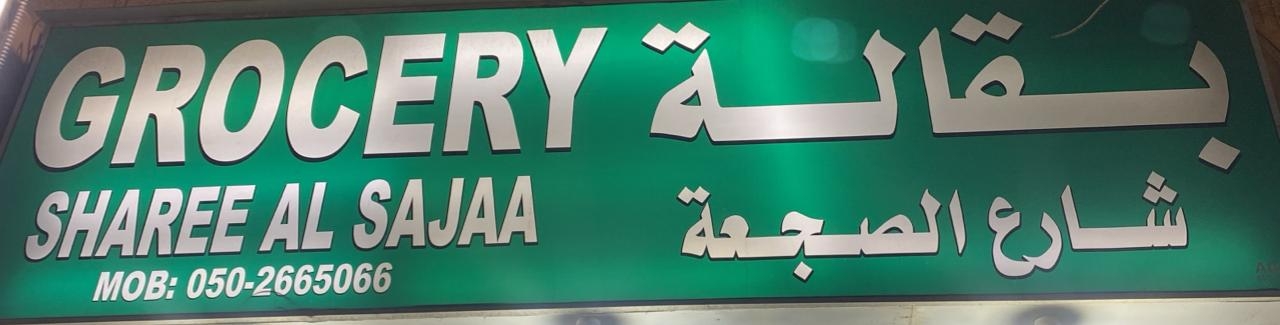 GROCERY بقالة
SHAREE AL SAJAA شارع الصجعة
MOB: 050-2665066